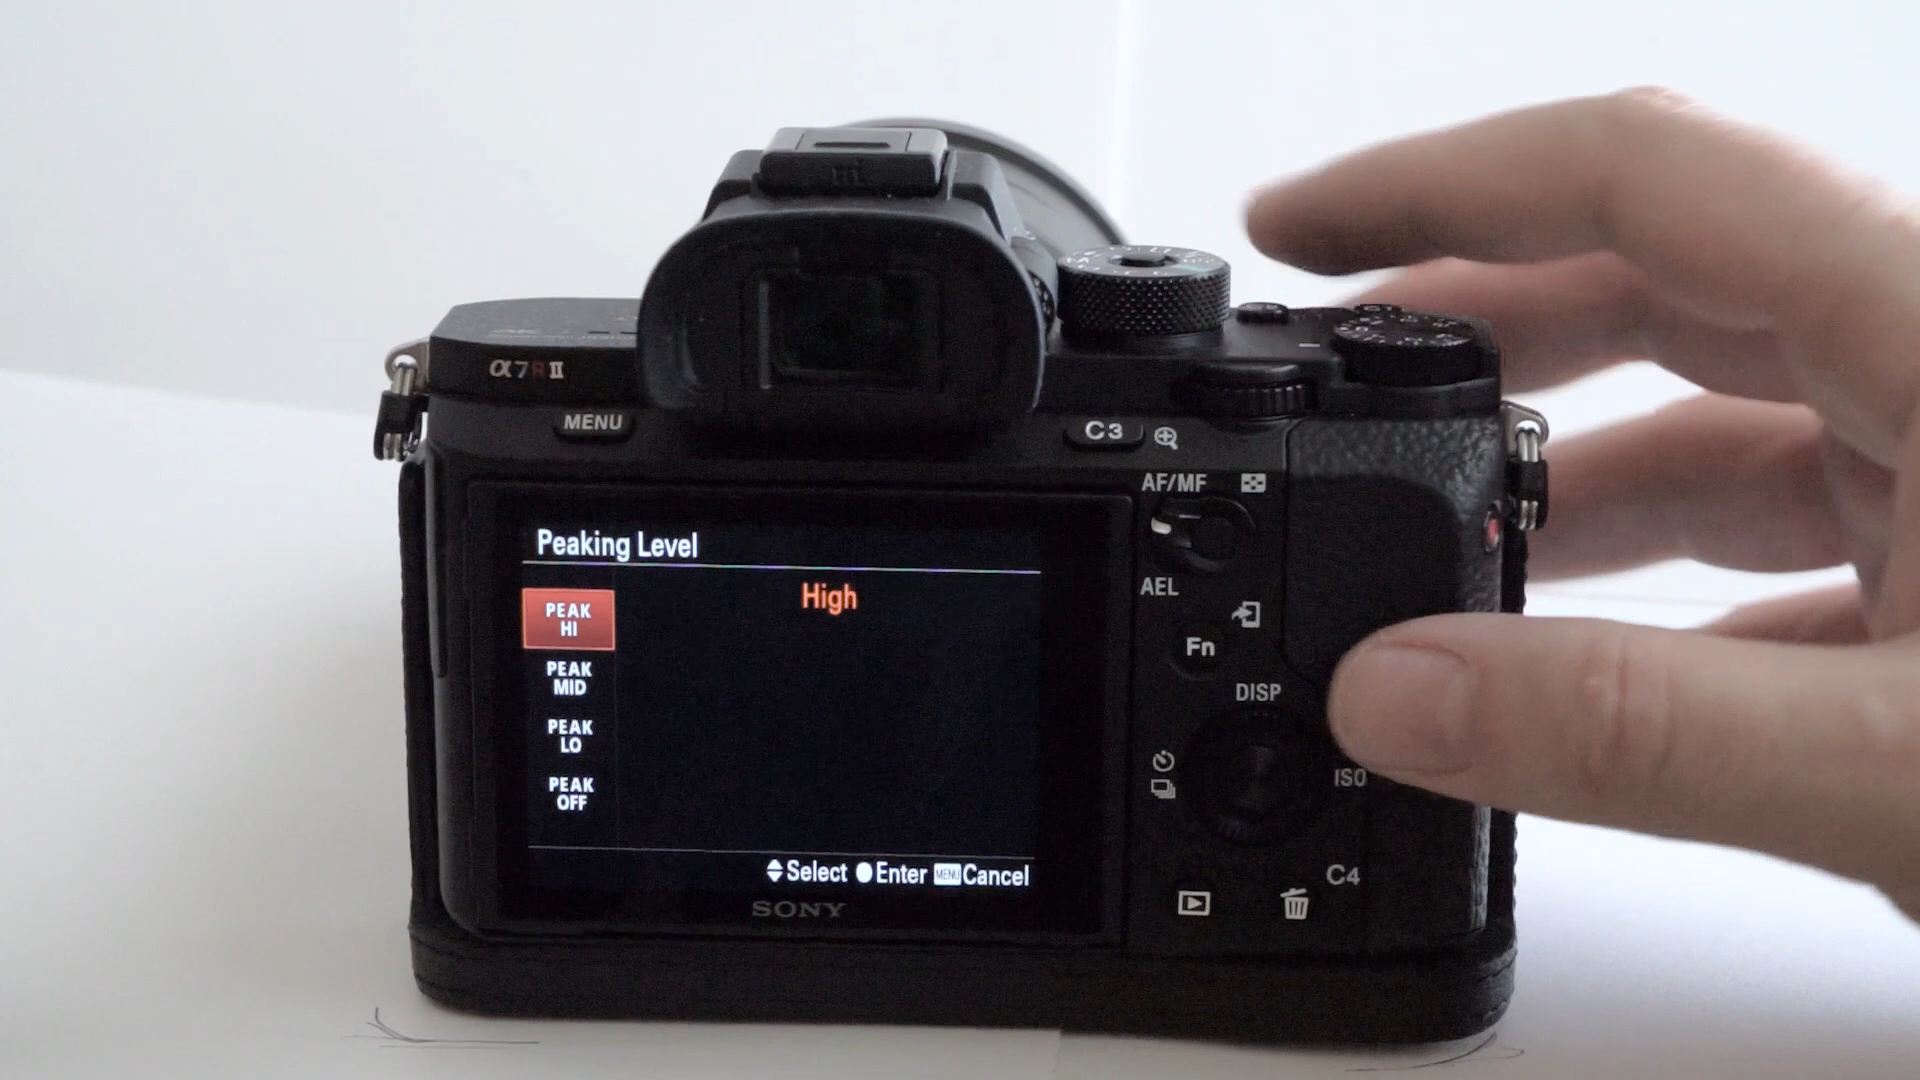 α7RII
MENU
C3
AF/MF
AEL
Peaking Level
High
PEAK
HI
PEAK
MID
PEAK
LO
PEAK
OFF
Select Enter MENU Cancel
SONY
Fn
DISP
ISO
C4